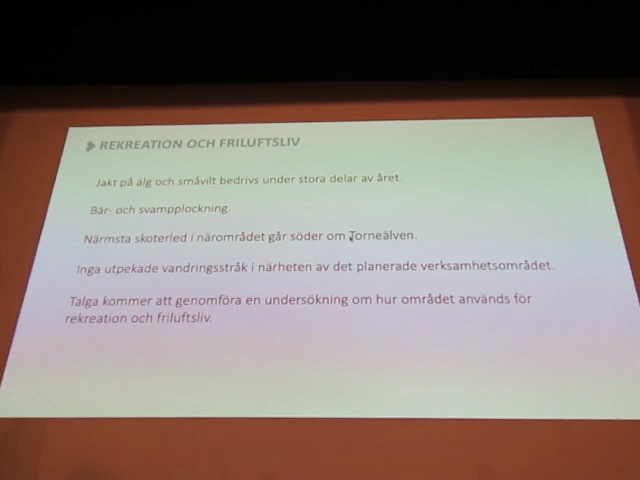 REKREATION OCH FRILUFTSLIV
Jakt på älg och småvilt bedrivs under stora delar av året.
Bär- och svampplockning.
Närmsta skoterled i närområdet går söder om Torneälven.
Inga utpekade vandringsstråk i närheten av det planerade verksamhetsområdet.
Talga kommer att genomföra en undersökning om hur området används för
rekreation och friluftsliv.